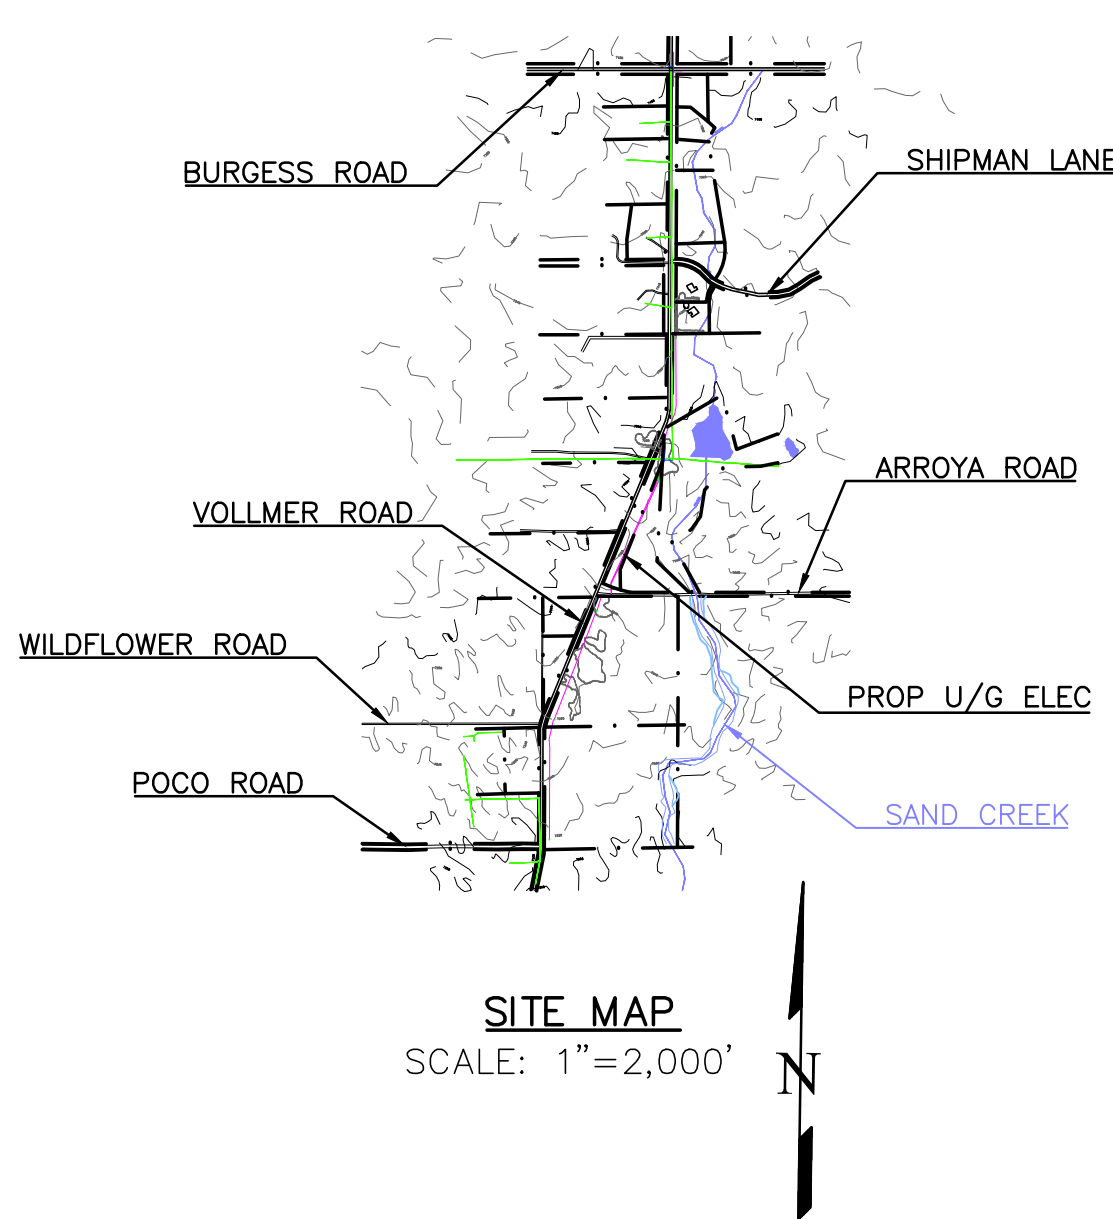 BURGESS ROAD
SHIPMAN LANE
ARROYA ROAD
VOLLMER ROAD
WILDFLOWER ROAD
PROP U/G ELEC
POCO ROAD
SAND CREEK
SITE MAP
SCALE: 1"=2,000'
N